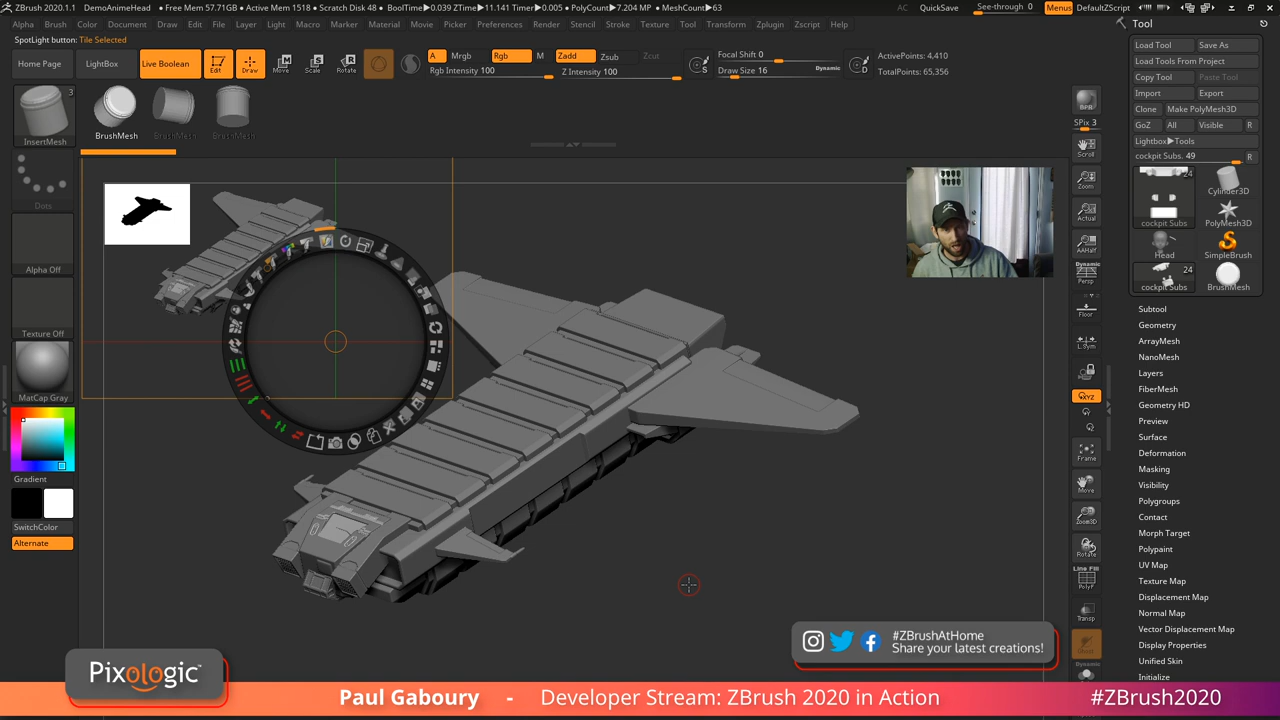 ZBrush 2020.1.1 DemoAnimeHead • Free Mem 57.71GB • Active Mem 1518 • Scratch Disk 48 • BoolTime▶0.039 ZTime▶11.141 Timer▶0.005 • PolyCount▶7.204 MP • MeshCount▶63 AC QuickSave See-through 0 Menus DefaultZScript
Alpha Brush Color Document Draw Edit File Layer Light Macro Marker Material Movie Picker Preferences Render Stencil Stroke Texture Tool Transform Zplugin Zscript Help
SpotLight button: Tile Selected
Home Page LightBox Live Boolean Edit Draw Move Scale Rotate
A Mrgb Rgb M Zadd Zsub Zcut
Rgb Intensity 100 Z Intensity 100
Focal Shift 0
Draw Size 16 Dynamic
ActivePoints: 4,410
TotalPoints: 65,356
3
InsertMesh
BrushMesh BrushMesh BrushMesh
Dots
Alpha Off
Texture Off
MatCap Gray
Gradient
SwitchColor
Alternate
BPR
SPix 3
Scroll
Zoom
Actual
AAHalf
Dynamic
Persp
Floor
L.Sym
XYZ
Frame
Move
Zoom3D
Rotate
Line Fill
PolyF
Transp
Ghost
Dynamic
Tool
Load Tool Save As
Load Tools From Project
Copy Tool Paste Tool
Import Export
Clone Make PolyMesh3D
GoZ All Visible R
Lightbox▶Tools
cockpit Subs. 49 R
24
Cylinder3D
cockpit Subs PolyMesh3D
Head SimpleBrush
24
cockpit Subs BrushMesh
Subtool
Geometry
ArrayMesh
NanoMesh
Layers
FiberMesh
Geometry HD
Preview
Surface
Deformation
Masking
Visibility
Polygroups
Contact
Morph Target
Polypaint
UV Map
Texture Map
Displacement Map
Normal Map
Vector Displacement Map
Display Properties
Unified Skin
Initialize
#ZBrushAtHome
Share your latest creations!
Pixologic™
Paul Gaboury - Developer Stream: ZBrush 2020 in Action #ZBrush2020